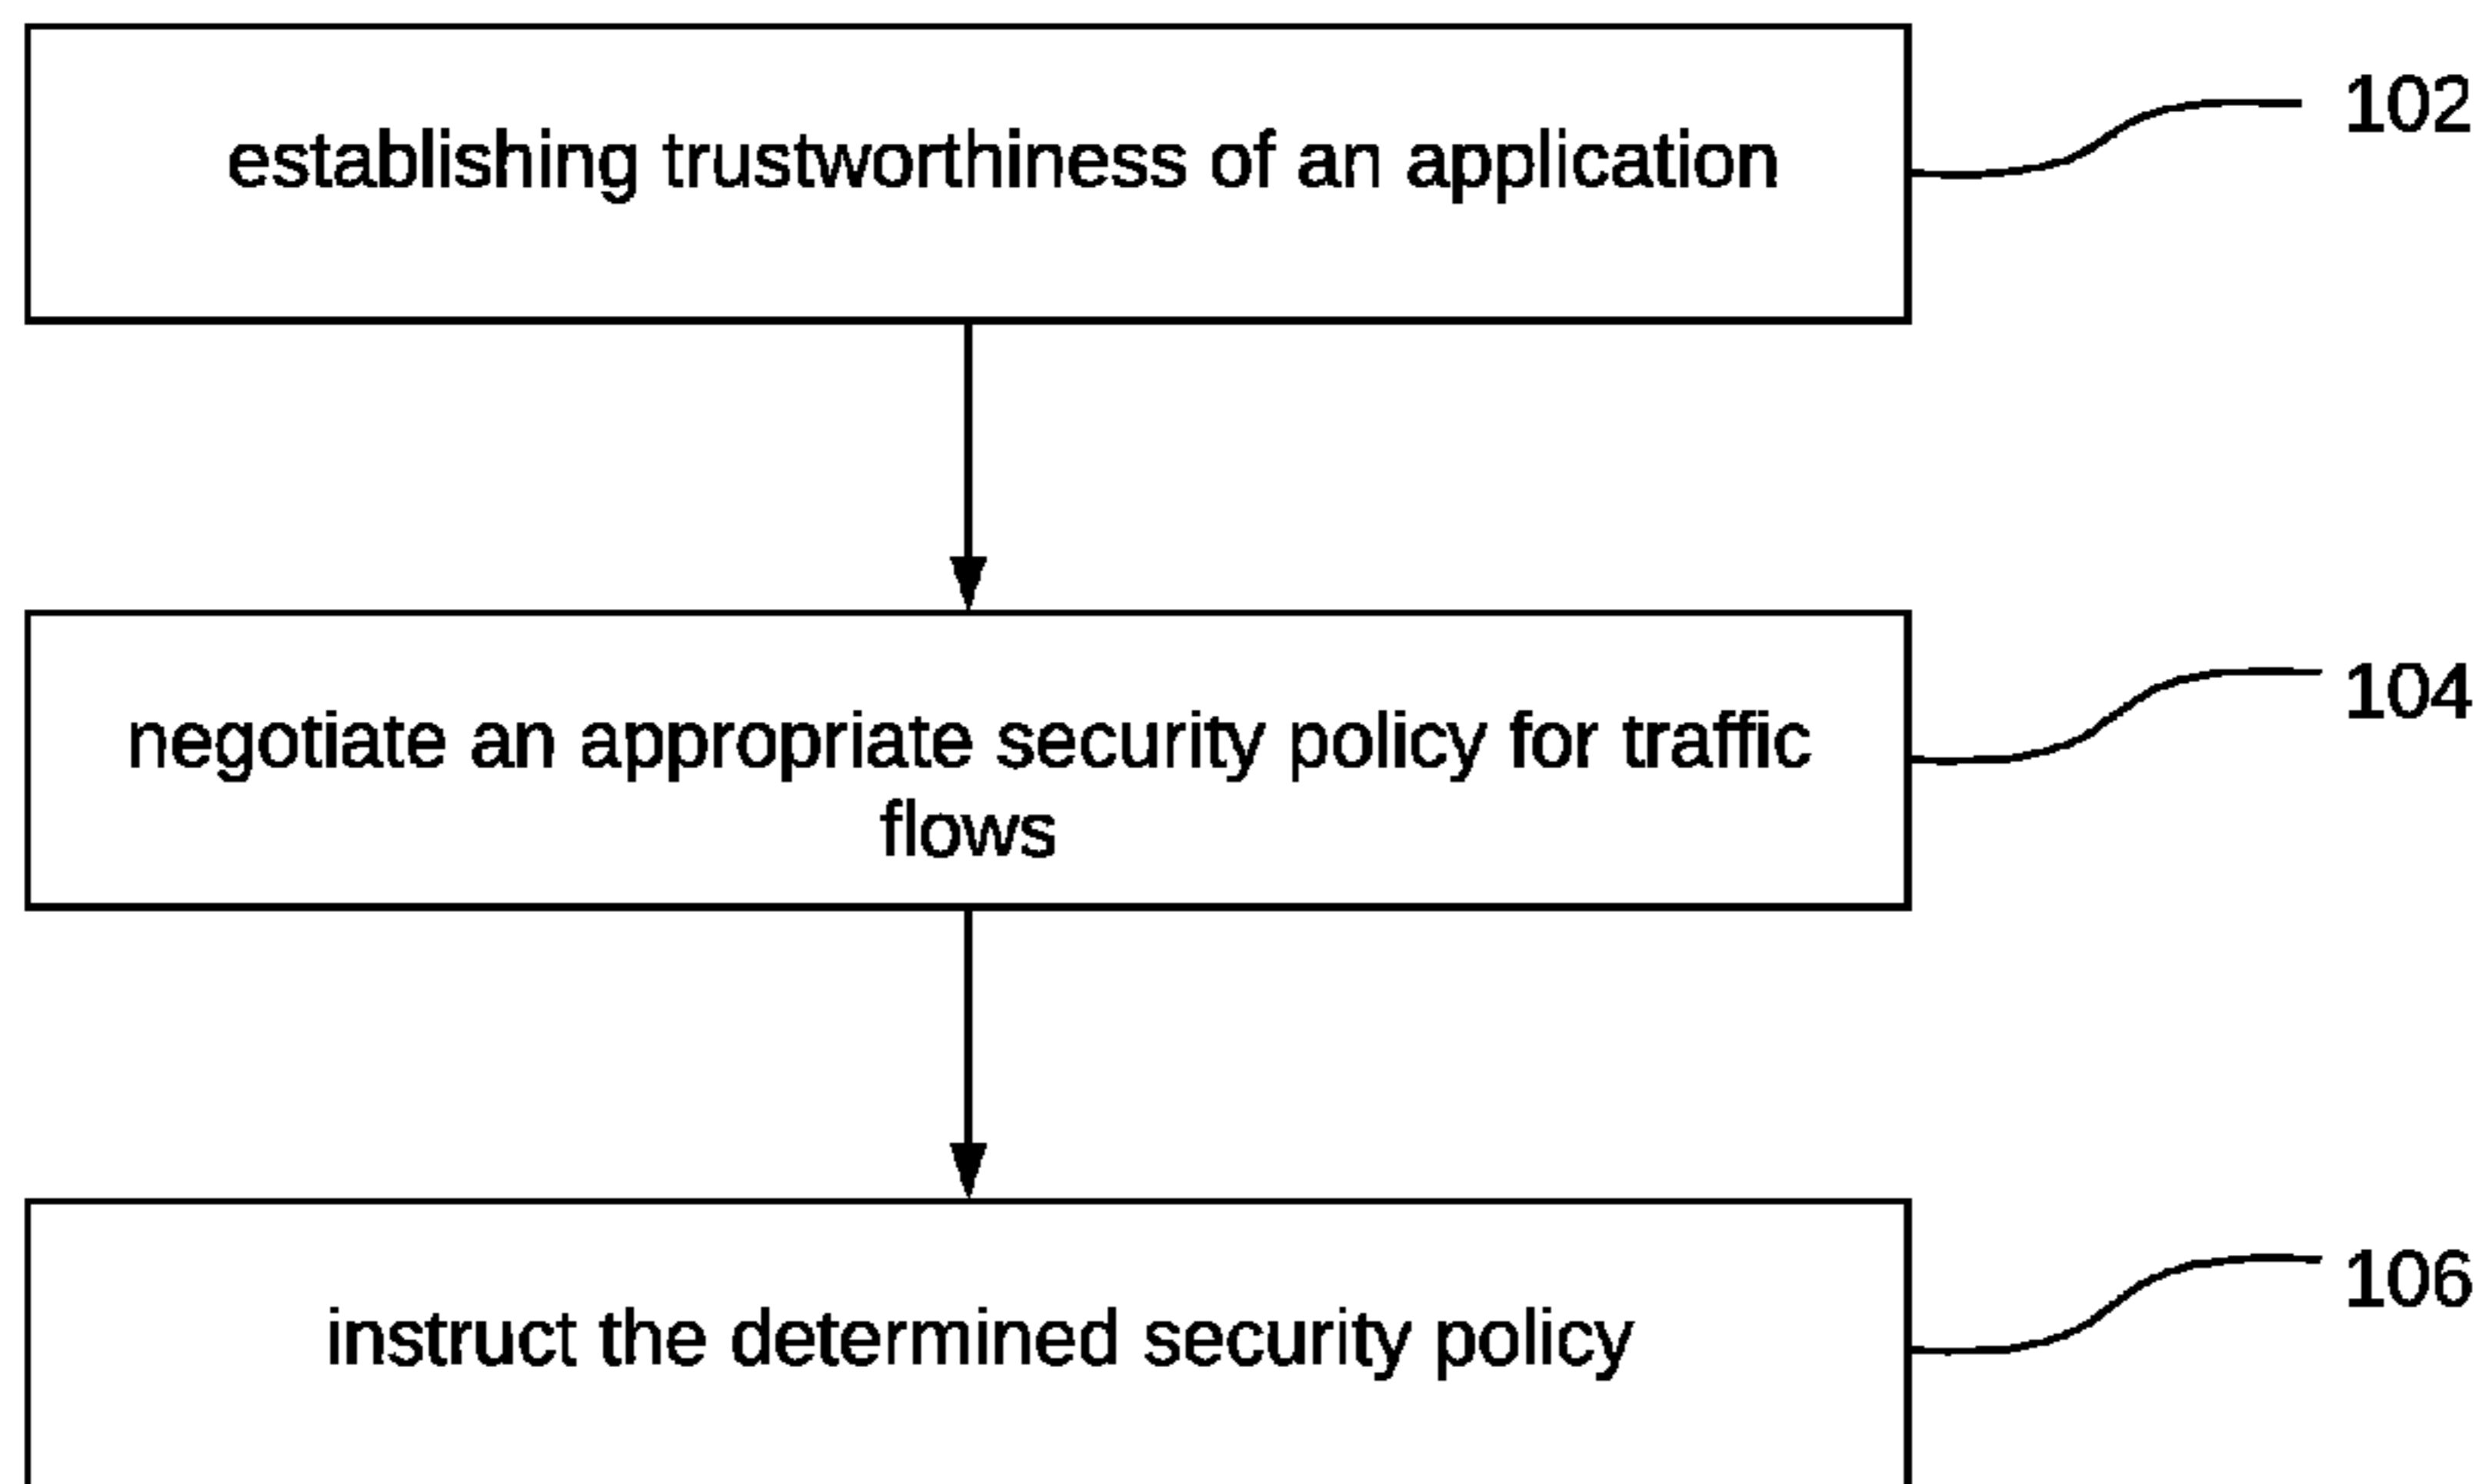 establishing trustworthiness of an application
102
negotiate an appropriate security policy for traffic
flows
104
instruct the determined security policy
106